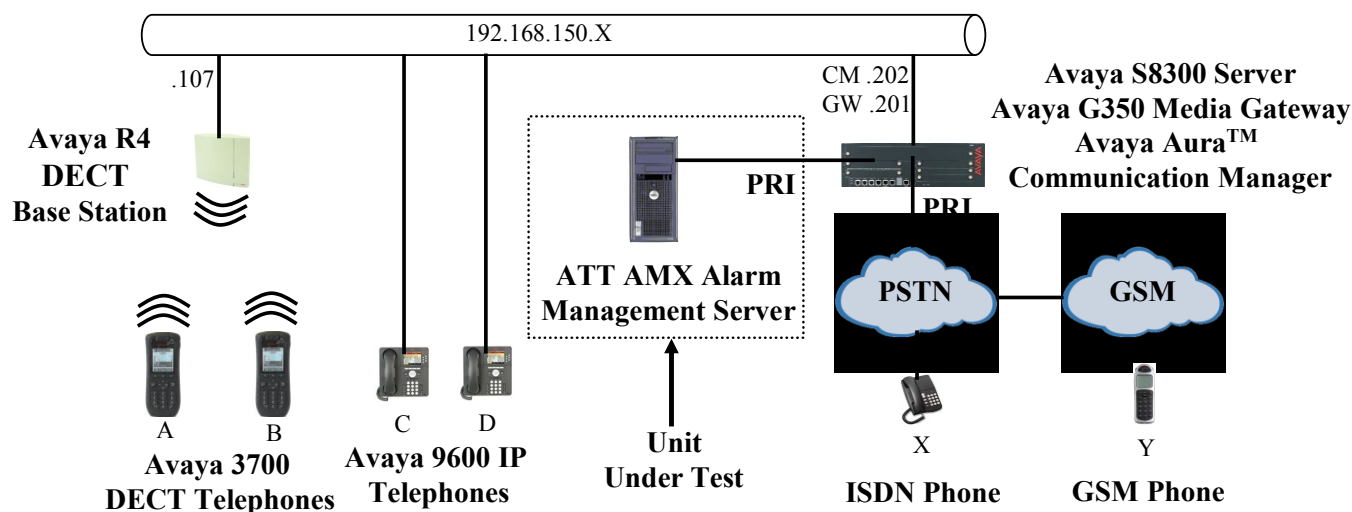 192.168.150.X
.107
CM .202
GW .201
Avaya S8300 Server
Avaya G350 Media Gateway
Avaya Aura™
Communication Manager
Avaya R4
DECT
Base Station
AVAYA
PRI
PRI
ATT AMX Alarm
Management Server
PSTN
GSM
A
B
C
D
X
Y
Unit
Under Test
Avaya 3700
DECT Telephones
Avaya 9600 IP
Telephones
ISDN Phone
GSM Phone